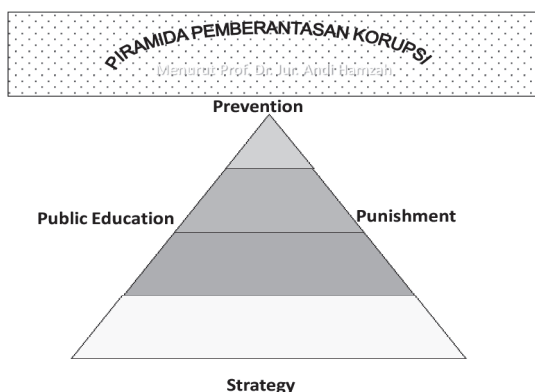 PIRAMIDA PEMBERANTASAN KORUPSI
Menurut Prof. Dr. Jur. Andi Hamzah
Prevention
Public Education
Punishment
Strategy